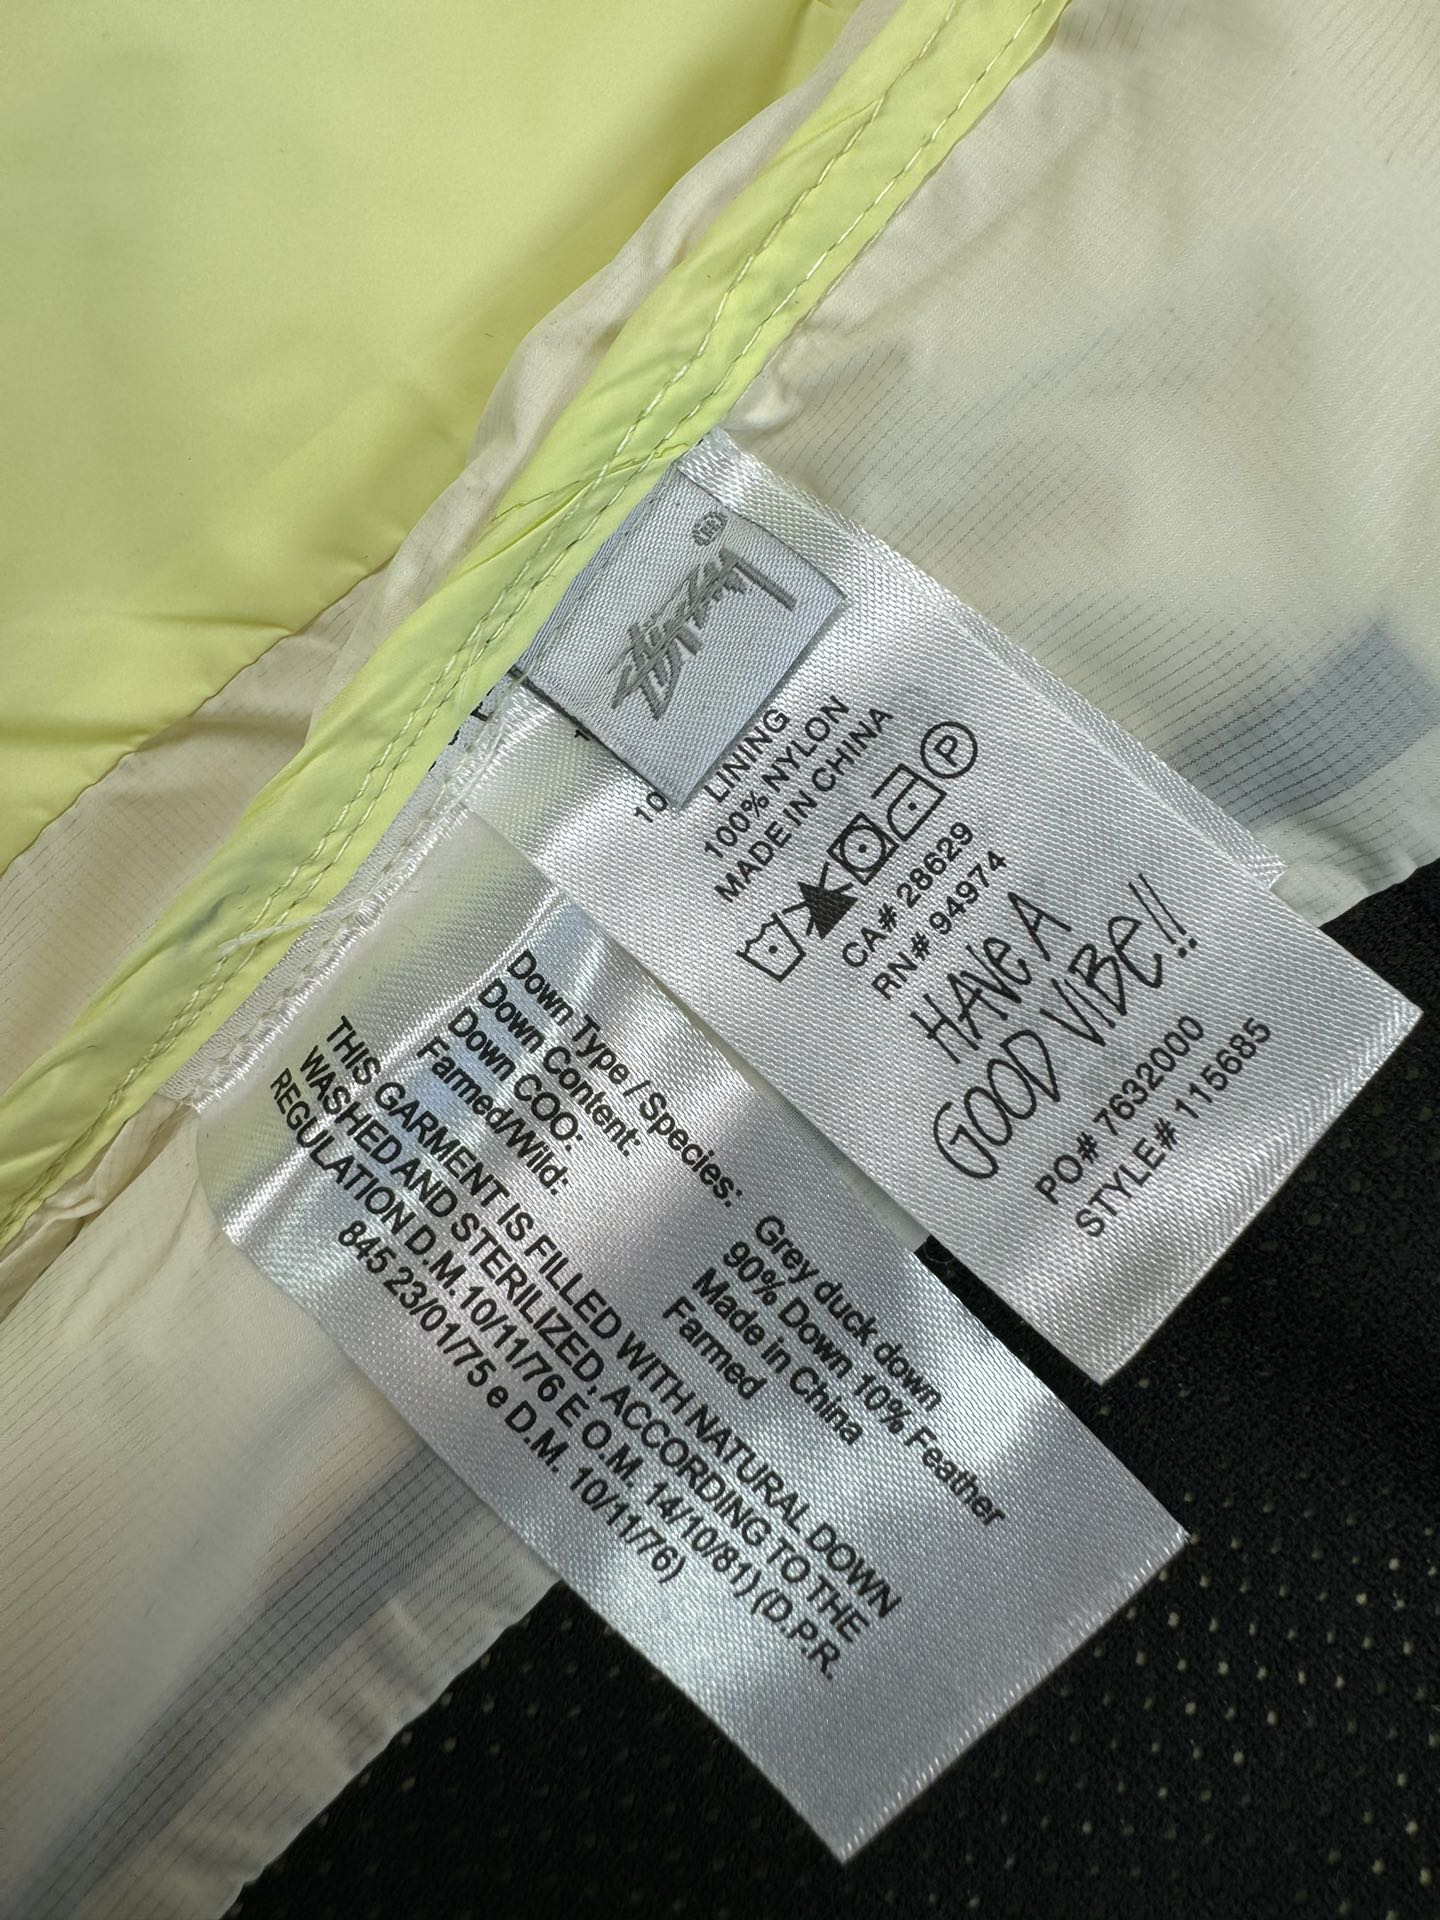 Stüssy
10
LINING
100% NYLON
MADE IN CHINA
P
CA# 28629
RN# 94974
HAVE A
GOOD VIBE!!
PO# 7632000
STYLE# 115685
Down Type / Species: Grey duck down
Down Content: 90% Down 10% Feather
Down COO: Made in China
Farmed/Wild: Farmed
THIS GARMENT IS FILLED WITH NATURAL DOWN
WASHED AND STERILIZED, ACCORDING TO THE
REGULATION D.M. 10/11/76 E O.M. 14/10/81) (D.P.R.
845 23/01/75 e D.M. 10/11/76)